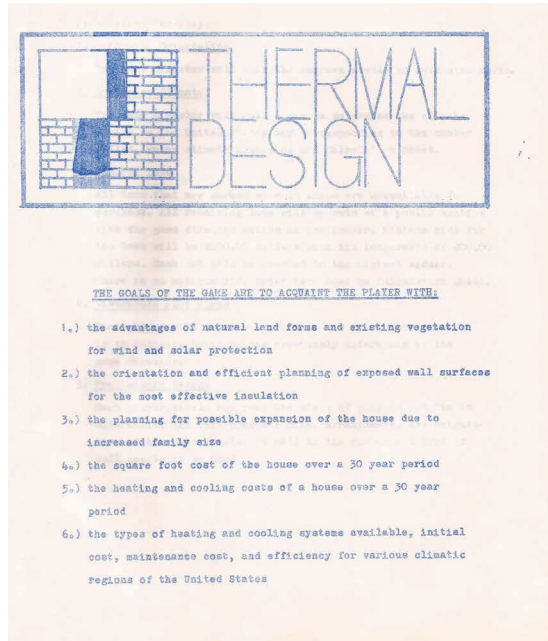 THERMAL
DESIGN
THE GOALS OF THE GAME ARE TO ACQUAINT THE PLAYER WITH:
1.) the advantages of natural land forms and existing vegetation
for wind and solar protection
2.) the orientation and efficient planning of exposed wall surfaces
for the most effective insulation
3.) the planning for possible expansion of the house due to
increased family size
4.) the square foot cost of the house over a 30 year period
5.) the heating and cooling costs of a house over a 30 year
period
6.) the types of heating and cooling systems available, initial
cost, maintenance cost, and efficiency for various climatic
regions of the United States